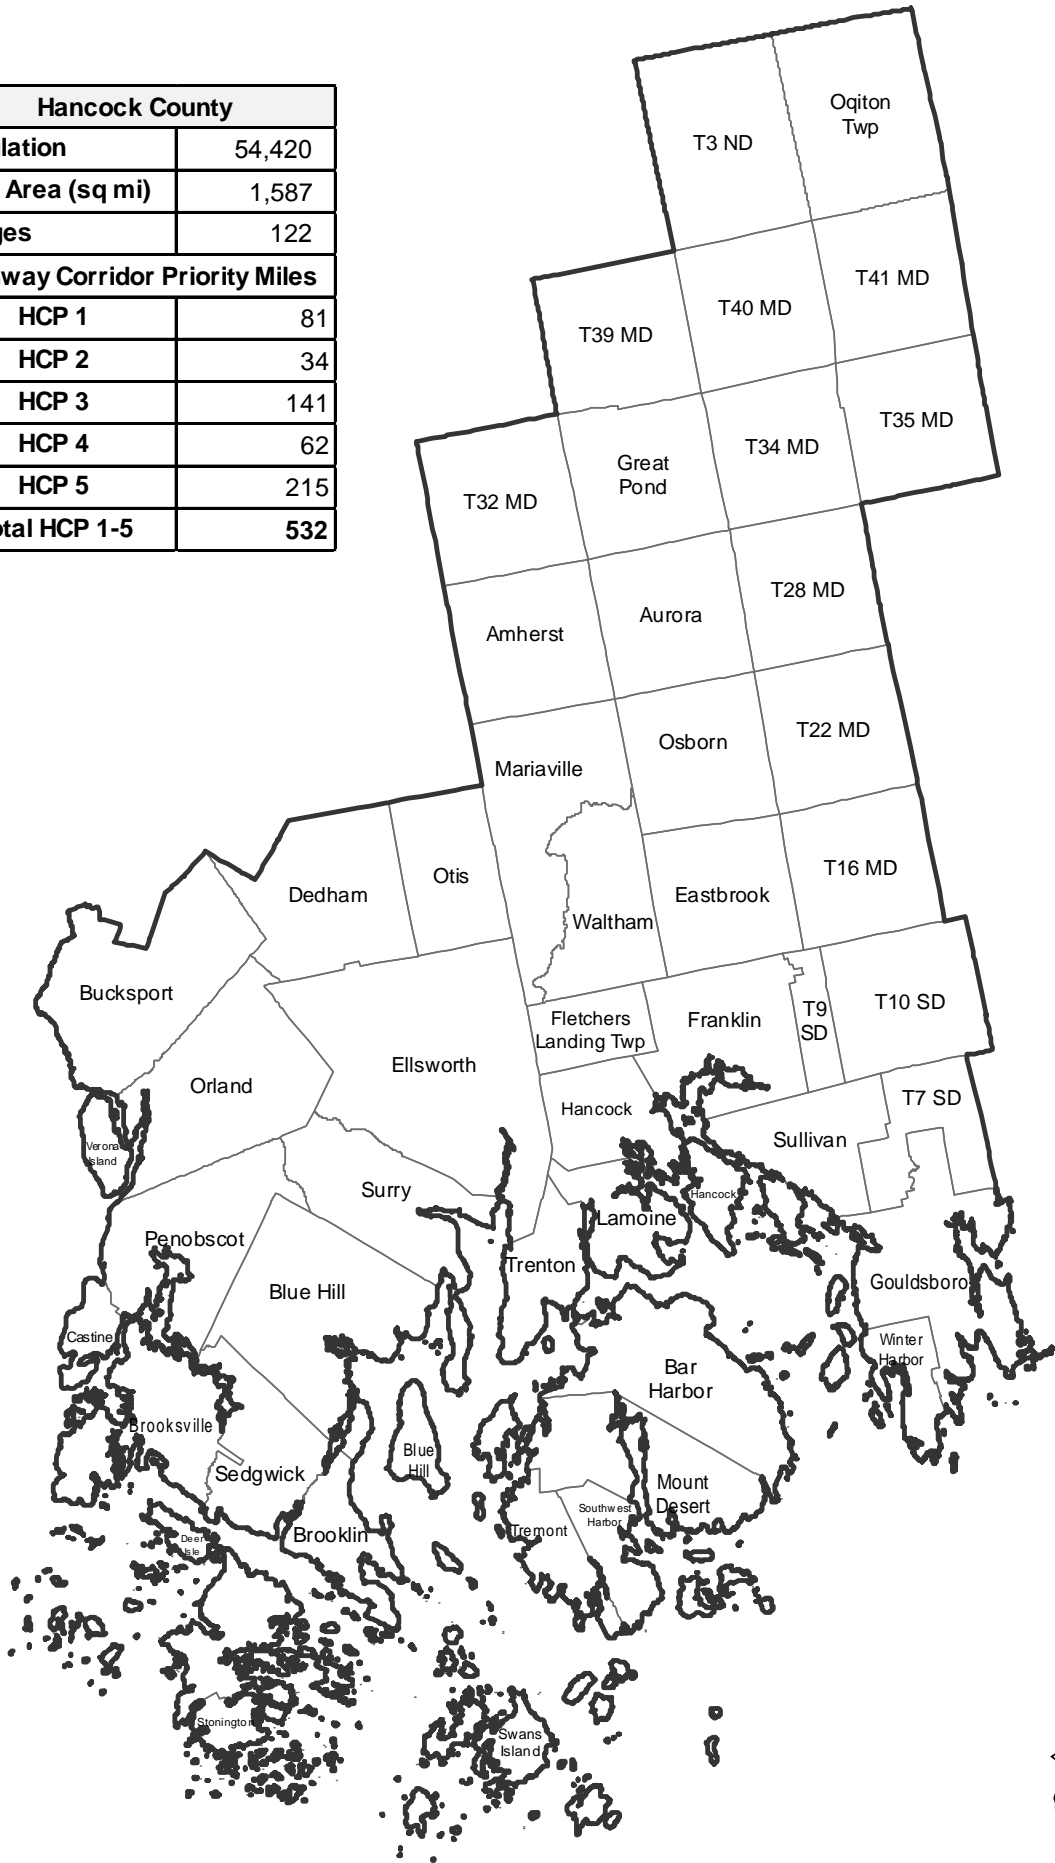 Hancock County
lation 54,420
Area (sq mi) 1,587
ges 122
way Corridor Priority Miles
HCP 1 81
HCP 2 34
HCP 3 141
HCP 4 62
HCP 5 215
otal HCP 1-5 532
Oqiton
Twp
T3 ND
T41 MD
T40 MD
T39 MD
T35 MD
T34 MD
Great
Pond
T32 MD
T28 MD
Aurora
Amherst
T22 MD
Osborn
Mariaville
T16 MD
Otis
Dedham
Eastbrook
Waltham
Bucksport
T10 SD
T9
SD
Franklin
Fletchers
Landing Twp
Ellsworth
Orland
T7 SD
Hancock
Sullivan
Verona
Island
Surry
Hancock
Lamoine
Penobscot
Trenton
Gouldsboro
Blue Hill
Castine
Winter
Harbor
Bar
Harbor
Brooksville
Blue
Hill
Sedgwick
Mount
Desert
Southwest
Harbor
Tremont
Brooklin
Deer
Isle
Stonington
Swans
Island